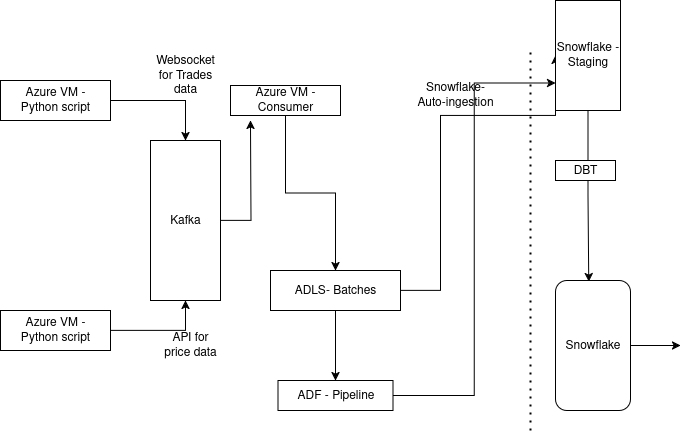 Snowflake -
Staging
Websocket
for Trades
data
Azure VM -
Python script
Azure VM -
Consumer
Snowflake-
Auto-ingestion
DBT
Kafka
ADLS- Batches
Azure VM -
Python script
API for
price data
Snowflake
ADF - Pipeline